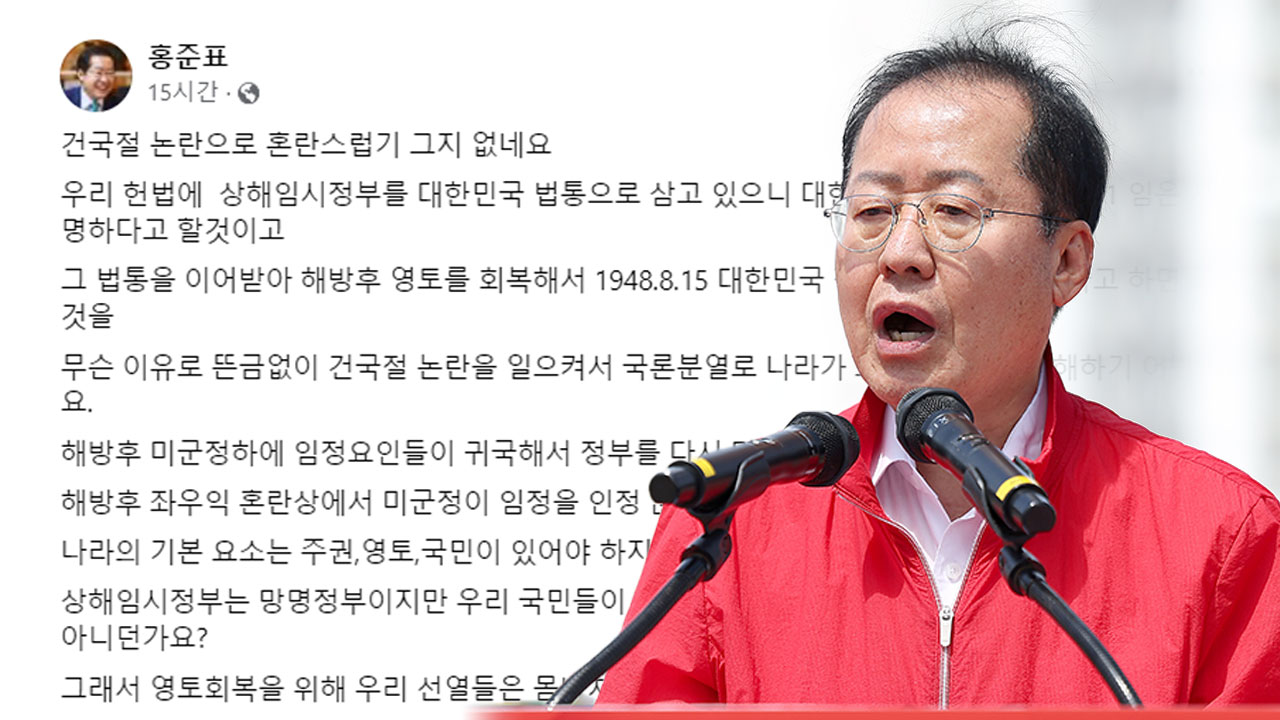 홍준표
15시간 ·
건국절 논란으로 혼란스럽기 그지 없네요
우리 헌법에 상해임시정부를 대한민국 법통으로 삼고 있으니
명하다고 할것이고
그 법통을 이어받아 해방후 영토를 회복해서 1948.8.15 대한민국
것을
무슨 이유로 뜬금없이 건국절 논란을 일으켜서 국론분열로 나라가
요.
해방후 미군정하에 임정요인들이 귀국해서 정부를 다시
해방후 좌우익 혼란상에서 미군정이 임정을 인정
나라의 기본 요소는 주권,영토,국민이 있어야 하지
상해임시정부는 망명정부이지만 우리 국민들이
아니던가요?
그래서 영토회복을 위해 우리 선열들은